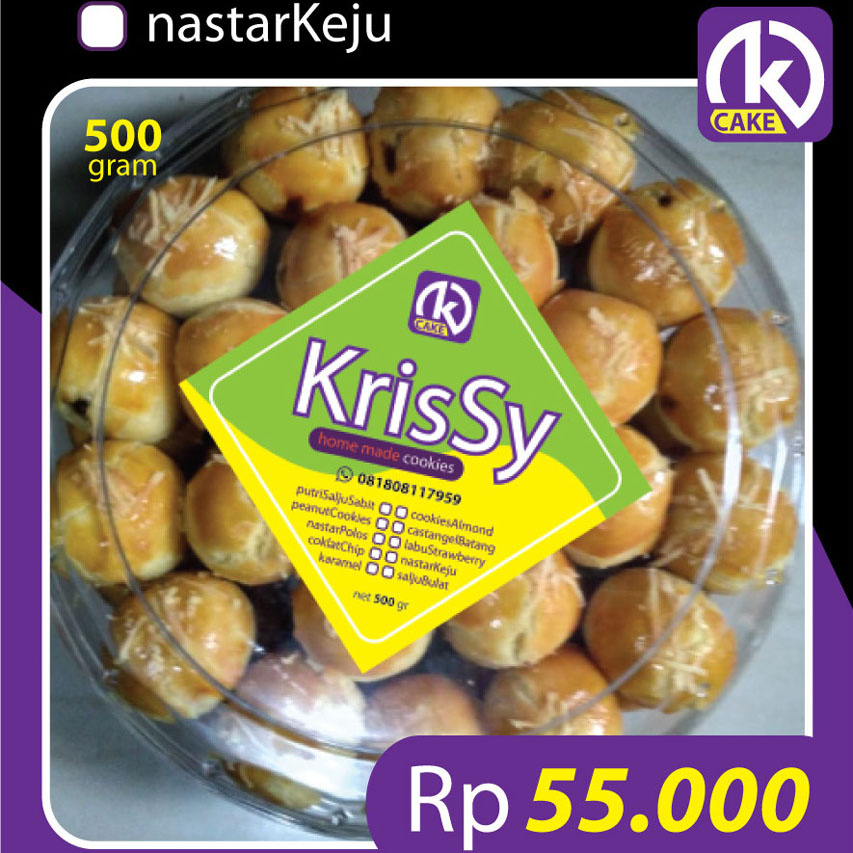 nastarKeju
k
CAKE
500
gram
k
CAKE
KrisSy
home made cookies
081808117959
putriSaljuSabit
cookiesAlmond
peanutCookies
castangelBatang
nastarPolos
labuStrawberry
coklatChip
nastarKeju
karamel
saljuBulat
net 500 gr
Rp 55.000